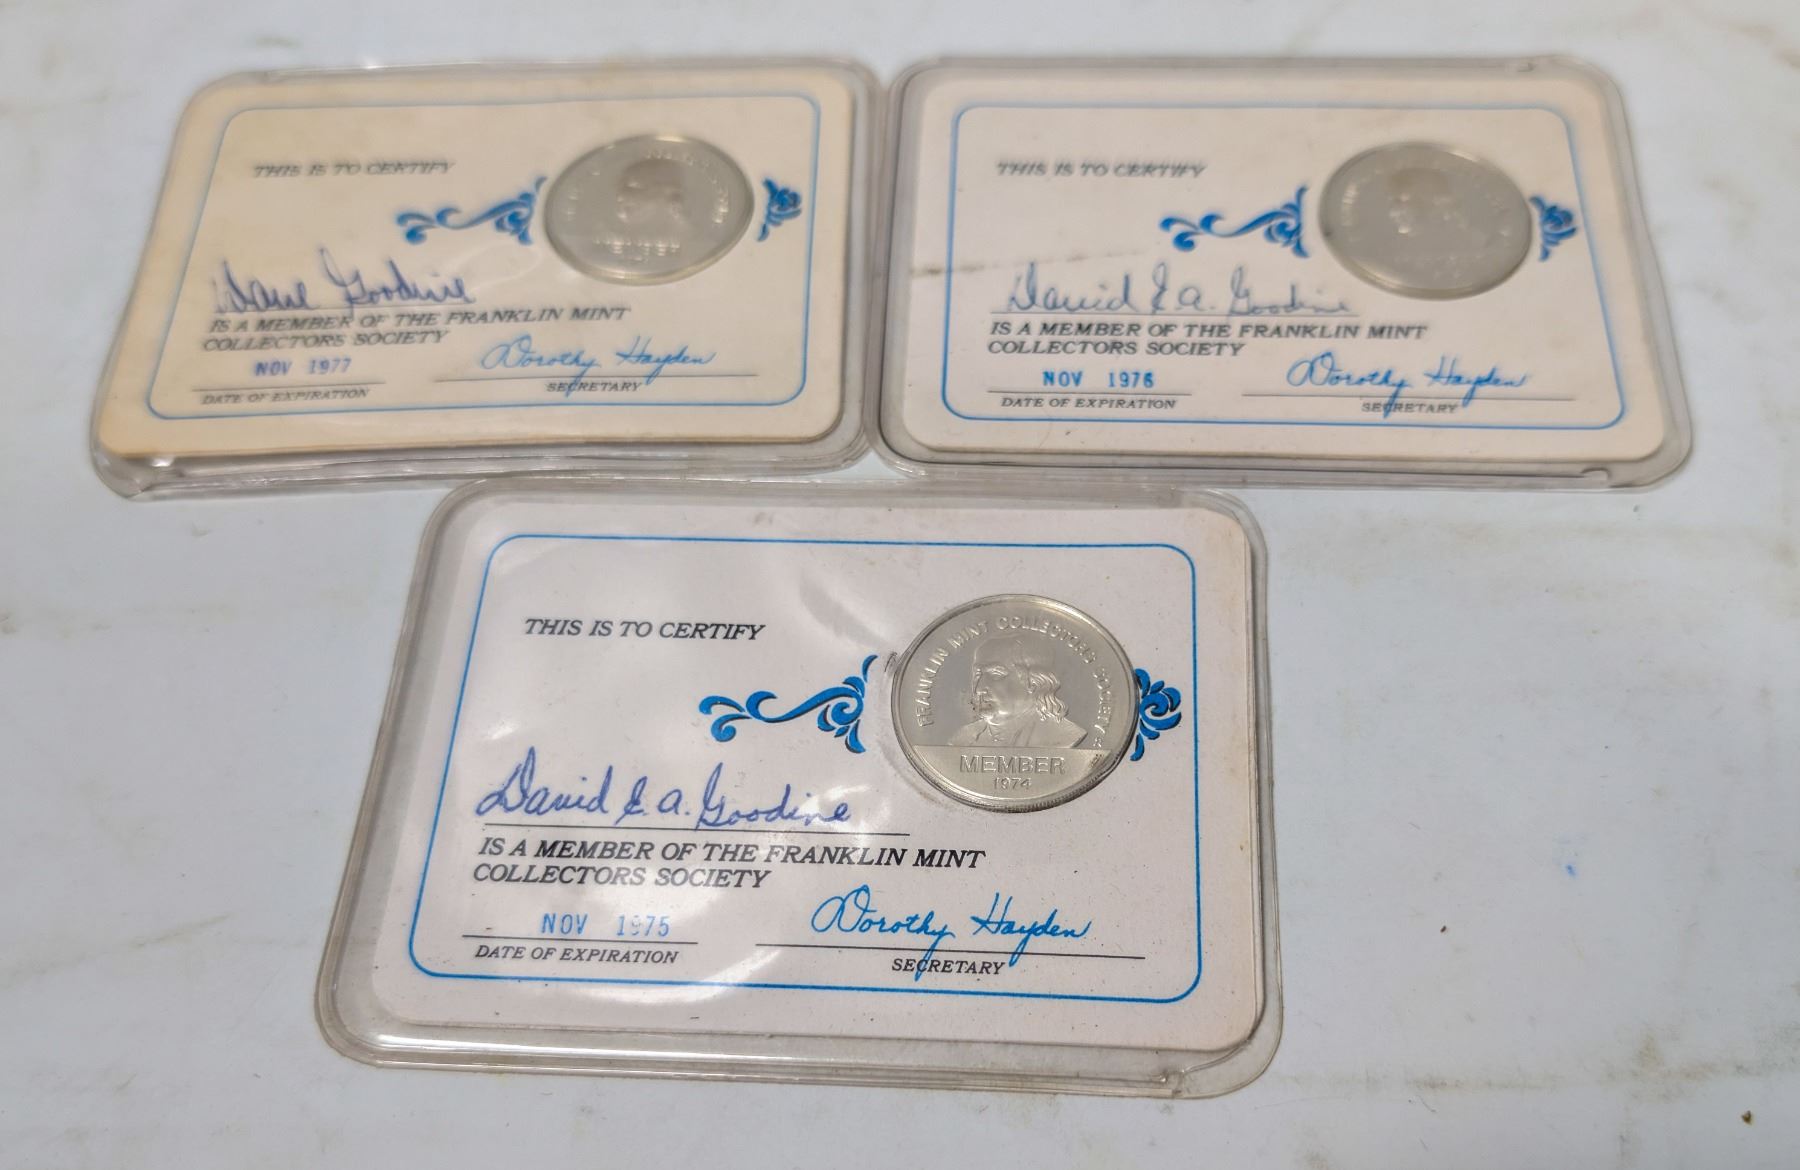 THIS IS TO CERTIFY
MEMBER
Dave Goodine
IS A MEMBER OF THE FRANKLIN MINT
COLLECTORS SOCIETY
NOV 1977
Dorothy Hayden
DATE OF EXPIRATION
SECRETARY
THIS IS TO CERTIFY
David E A. Goodine
IS A MEMBER OF THE FRANKLIN MINT
COLLECTORS SOCIETY
NOV 1976
Dorothy Hayden
DATE OF EXPIRATION
SECRETARY
THIS IS TO CERTIFY
FRANKLIN MINT COLLECTORS SOCIETY
MEMBER
1974
David E. A. Goodine
IS A MEMBER OF THE FRANKLIN MINT
COLLECTORS SOCIETY
NOV 1975
Dorothy Hayden
DATE OF EXPIRATION
SECRETARY